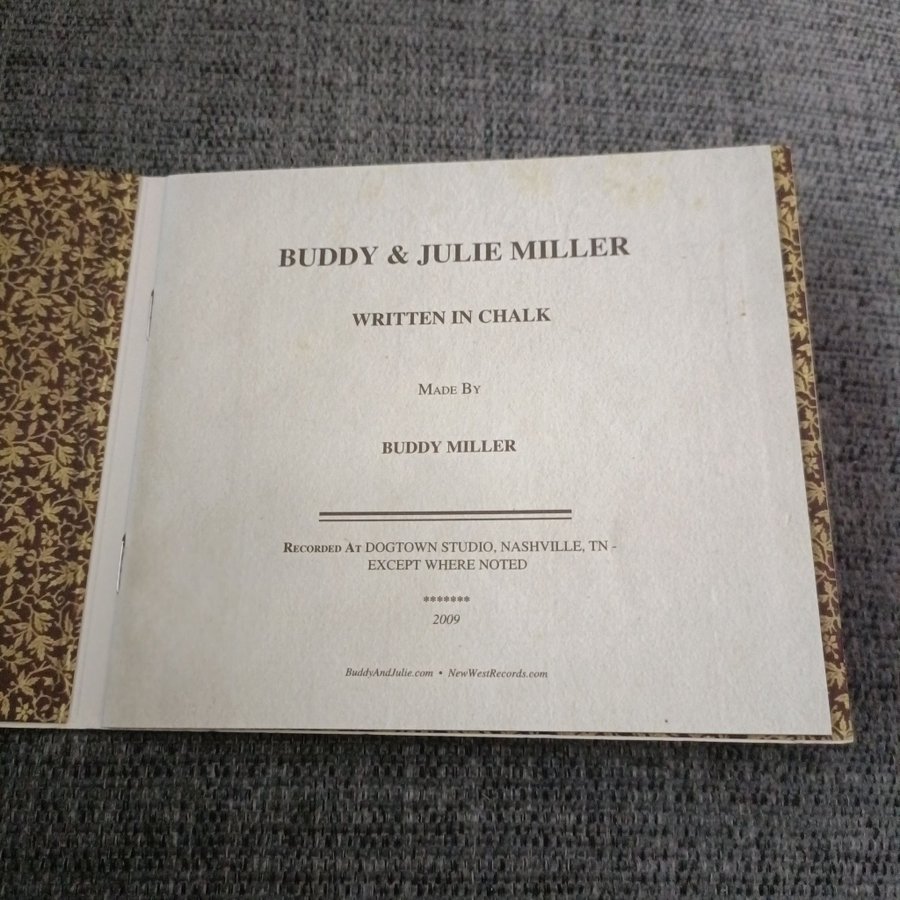 BUDDY & JULIE MILLER
WRITTEN IN CHALK
MADE BY
BUDDY MILLER
RECORDED AT DOGTOWN STUDIO, NASHVILLE, TN -
EXCEPT WHERE NOTED
*******
2009
BuddyAndJulie.com • NewWestRecords.com